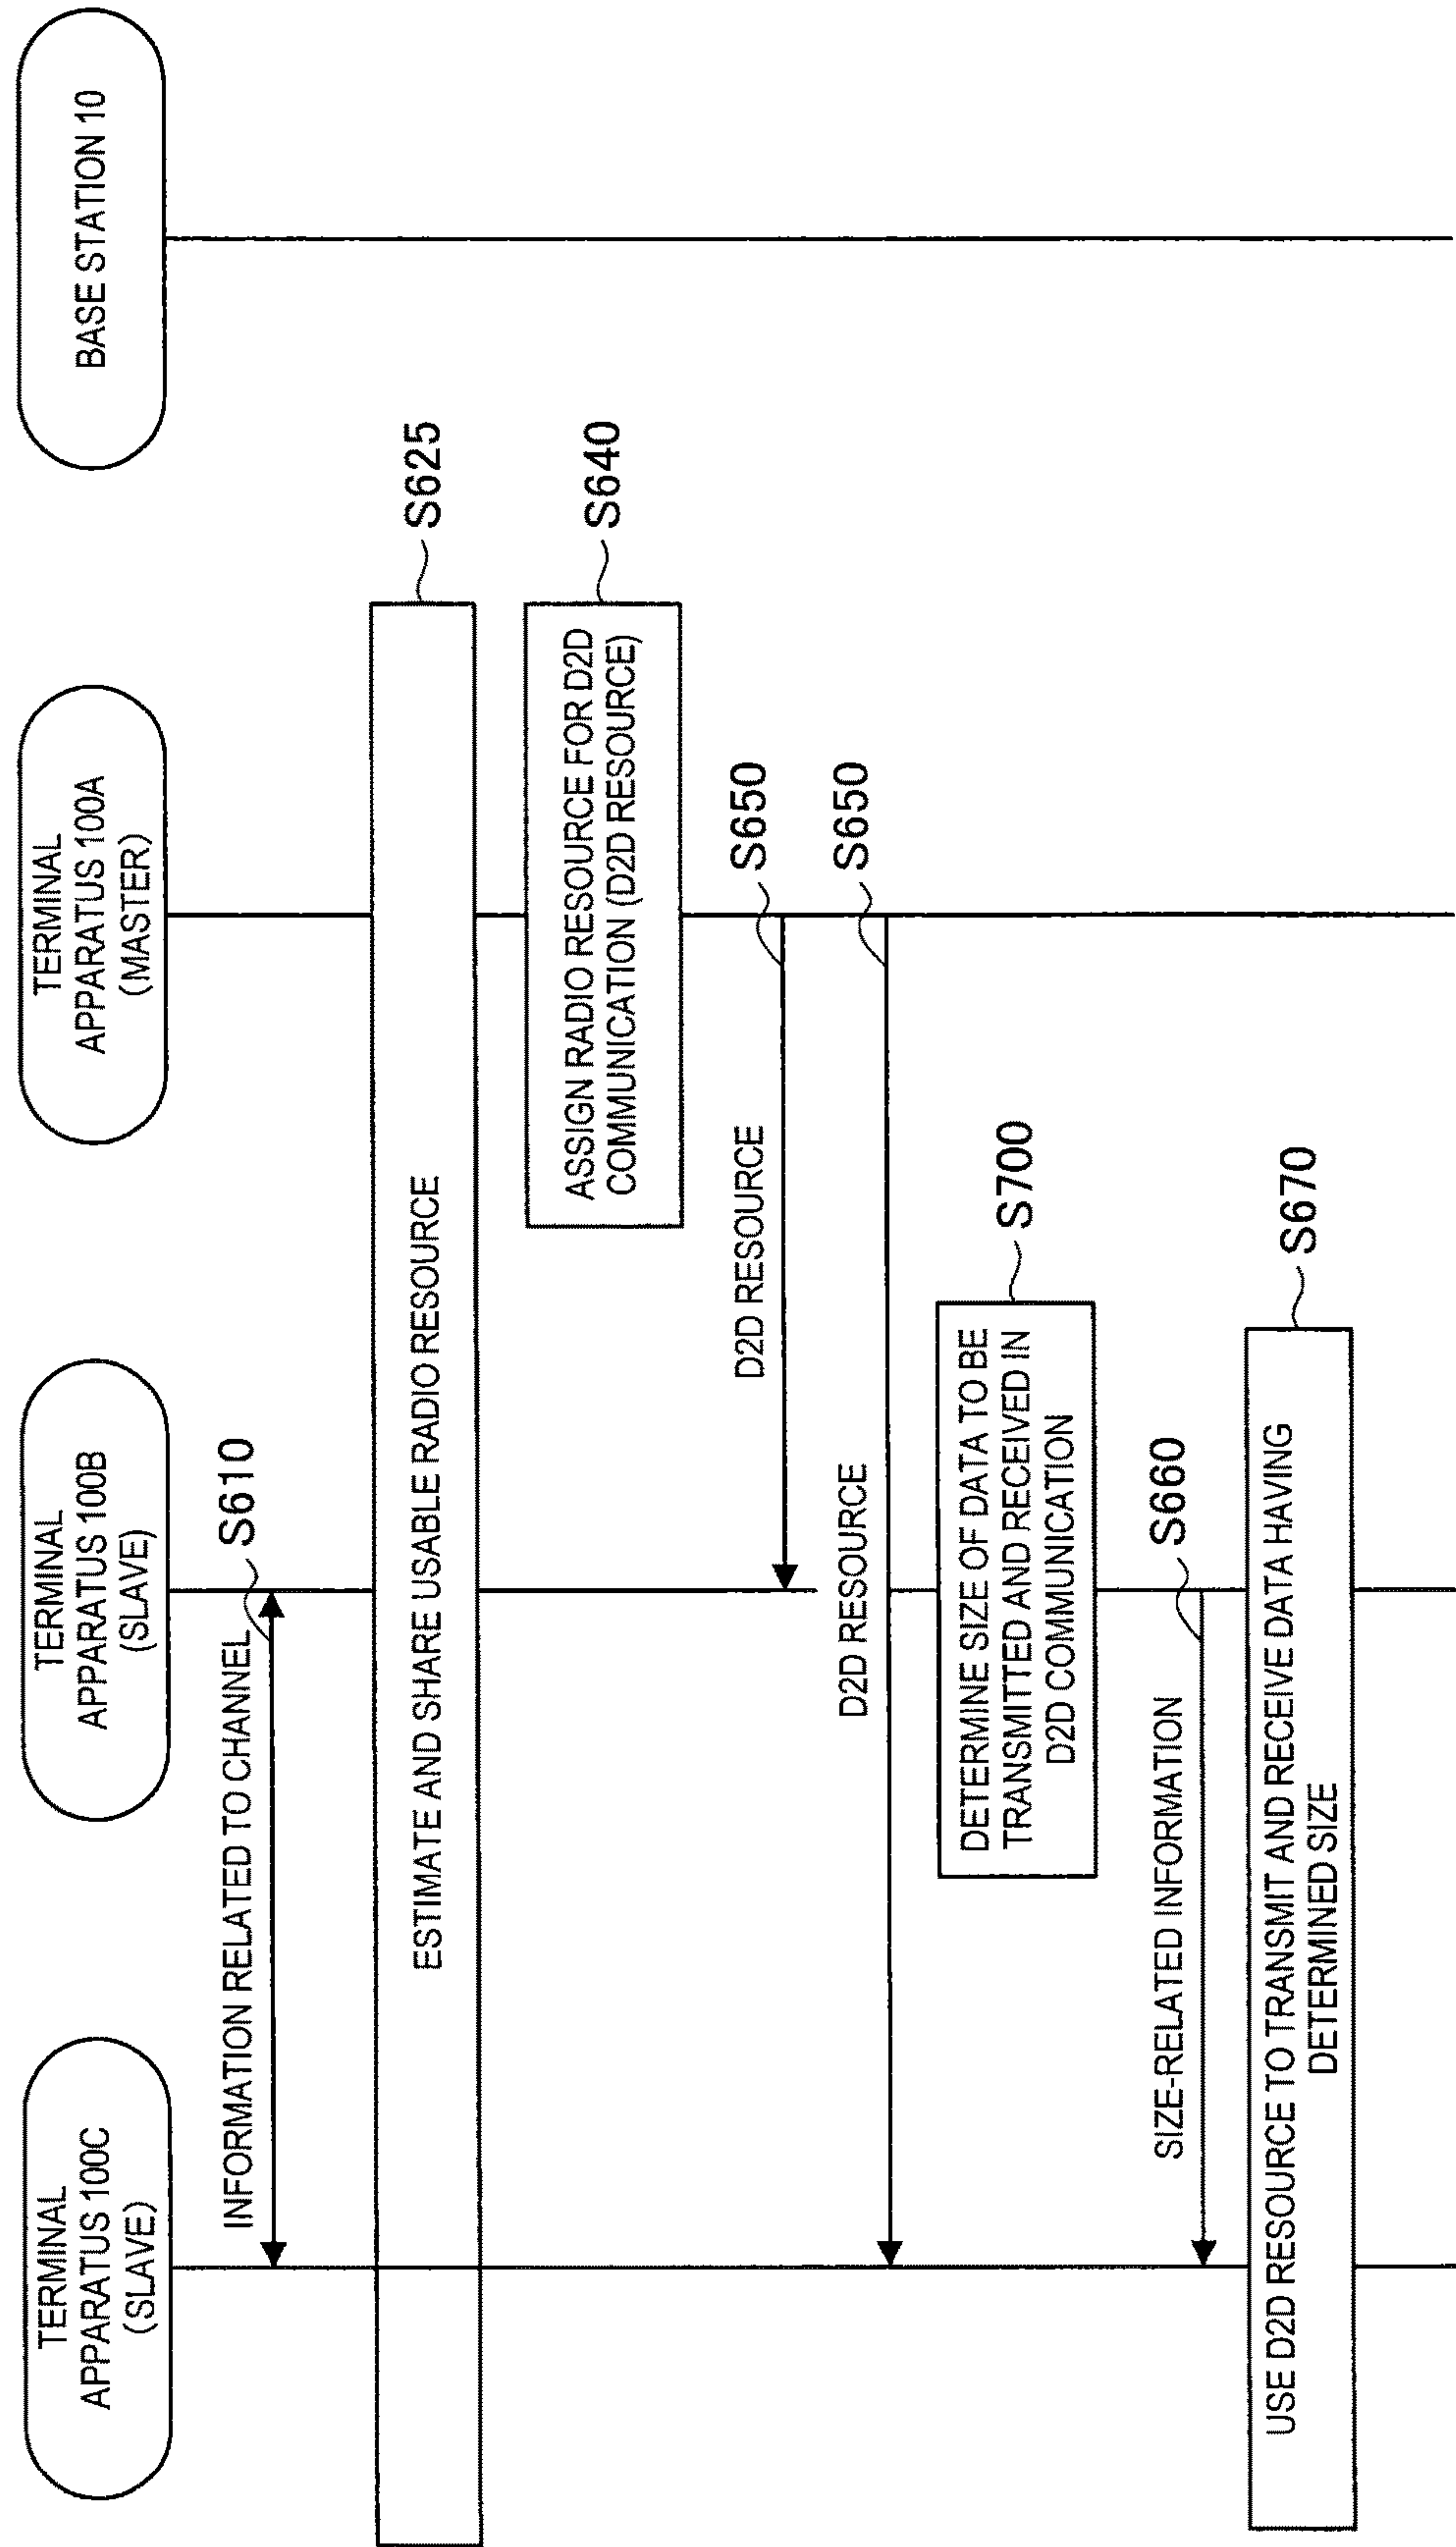 TERMINAL
APPARATUS 100C
(SLAVE)
TERMINAL
APPARATUS 100B
(SLAVE)
TERMINAL
APPARATUS 100A
(MASTER)
BASE STATION 10
INFORMATION RELATED TO CHANNEL
S610
ESTIMATE AND SHARE USABLE RADIO RESOURCE
S625
ASSIGN RADIO RESOURCE FOR D2D
COMMUNICATION (D2D RESOURCE)
S640
D2D RESOURCE
S650
D2D RESOURCE
S650
DETERMINE SIZE OF DATA TO BE
TRANSMITTED AND RECEIVED IN
D2D COMMUNICATION
S700
SIZE-RELATED INFORMATION
S660
USE D2D RESOURCE TO TRANSMIT AND RECEIVE DATA HAVING
DETERMINED SIZE
S670